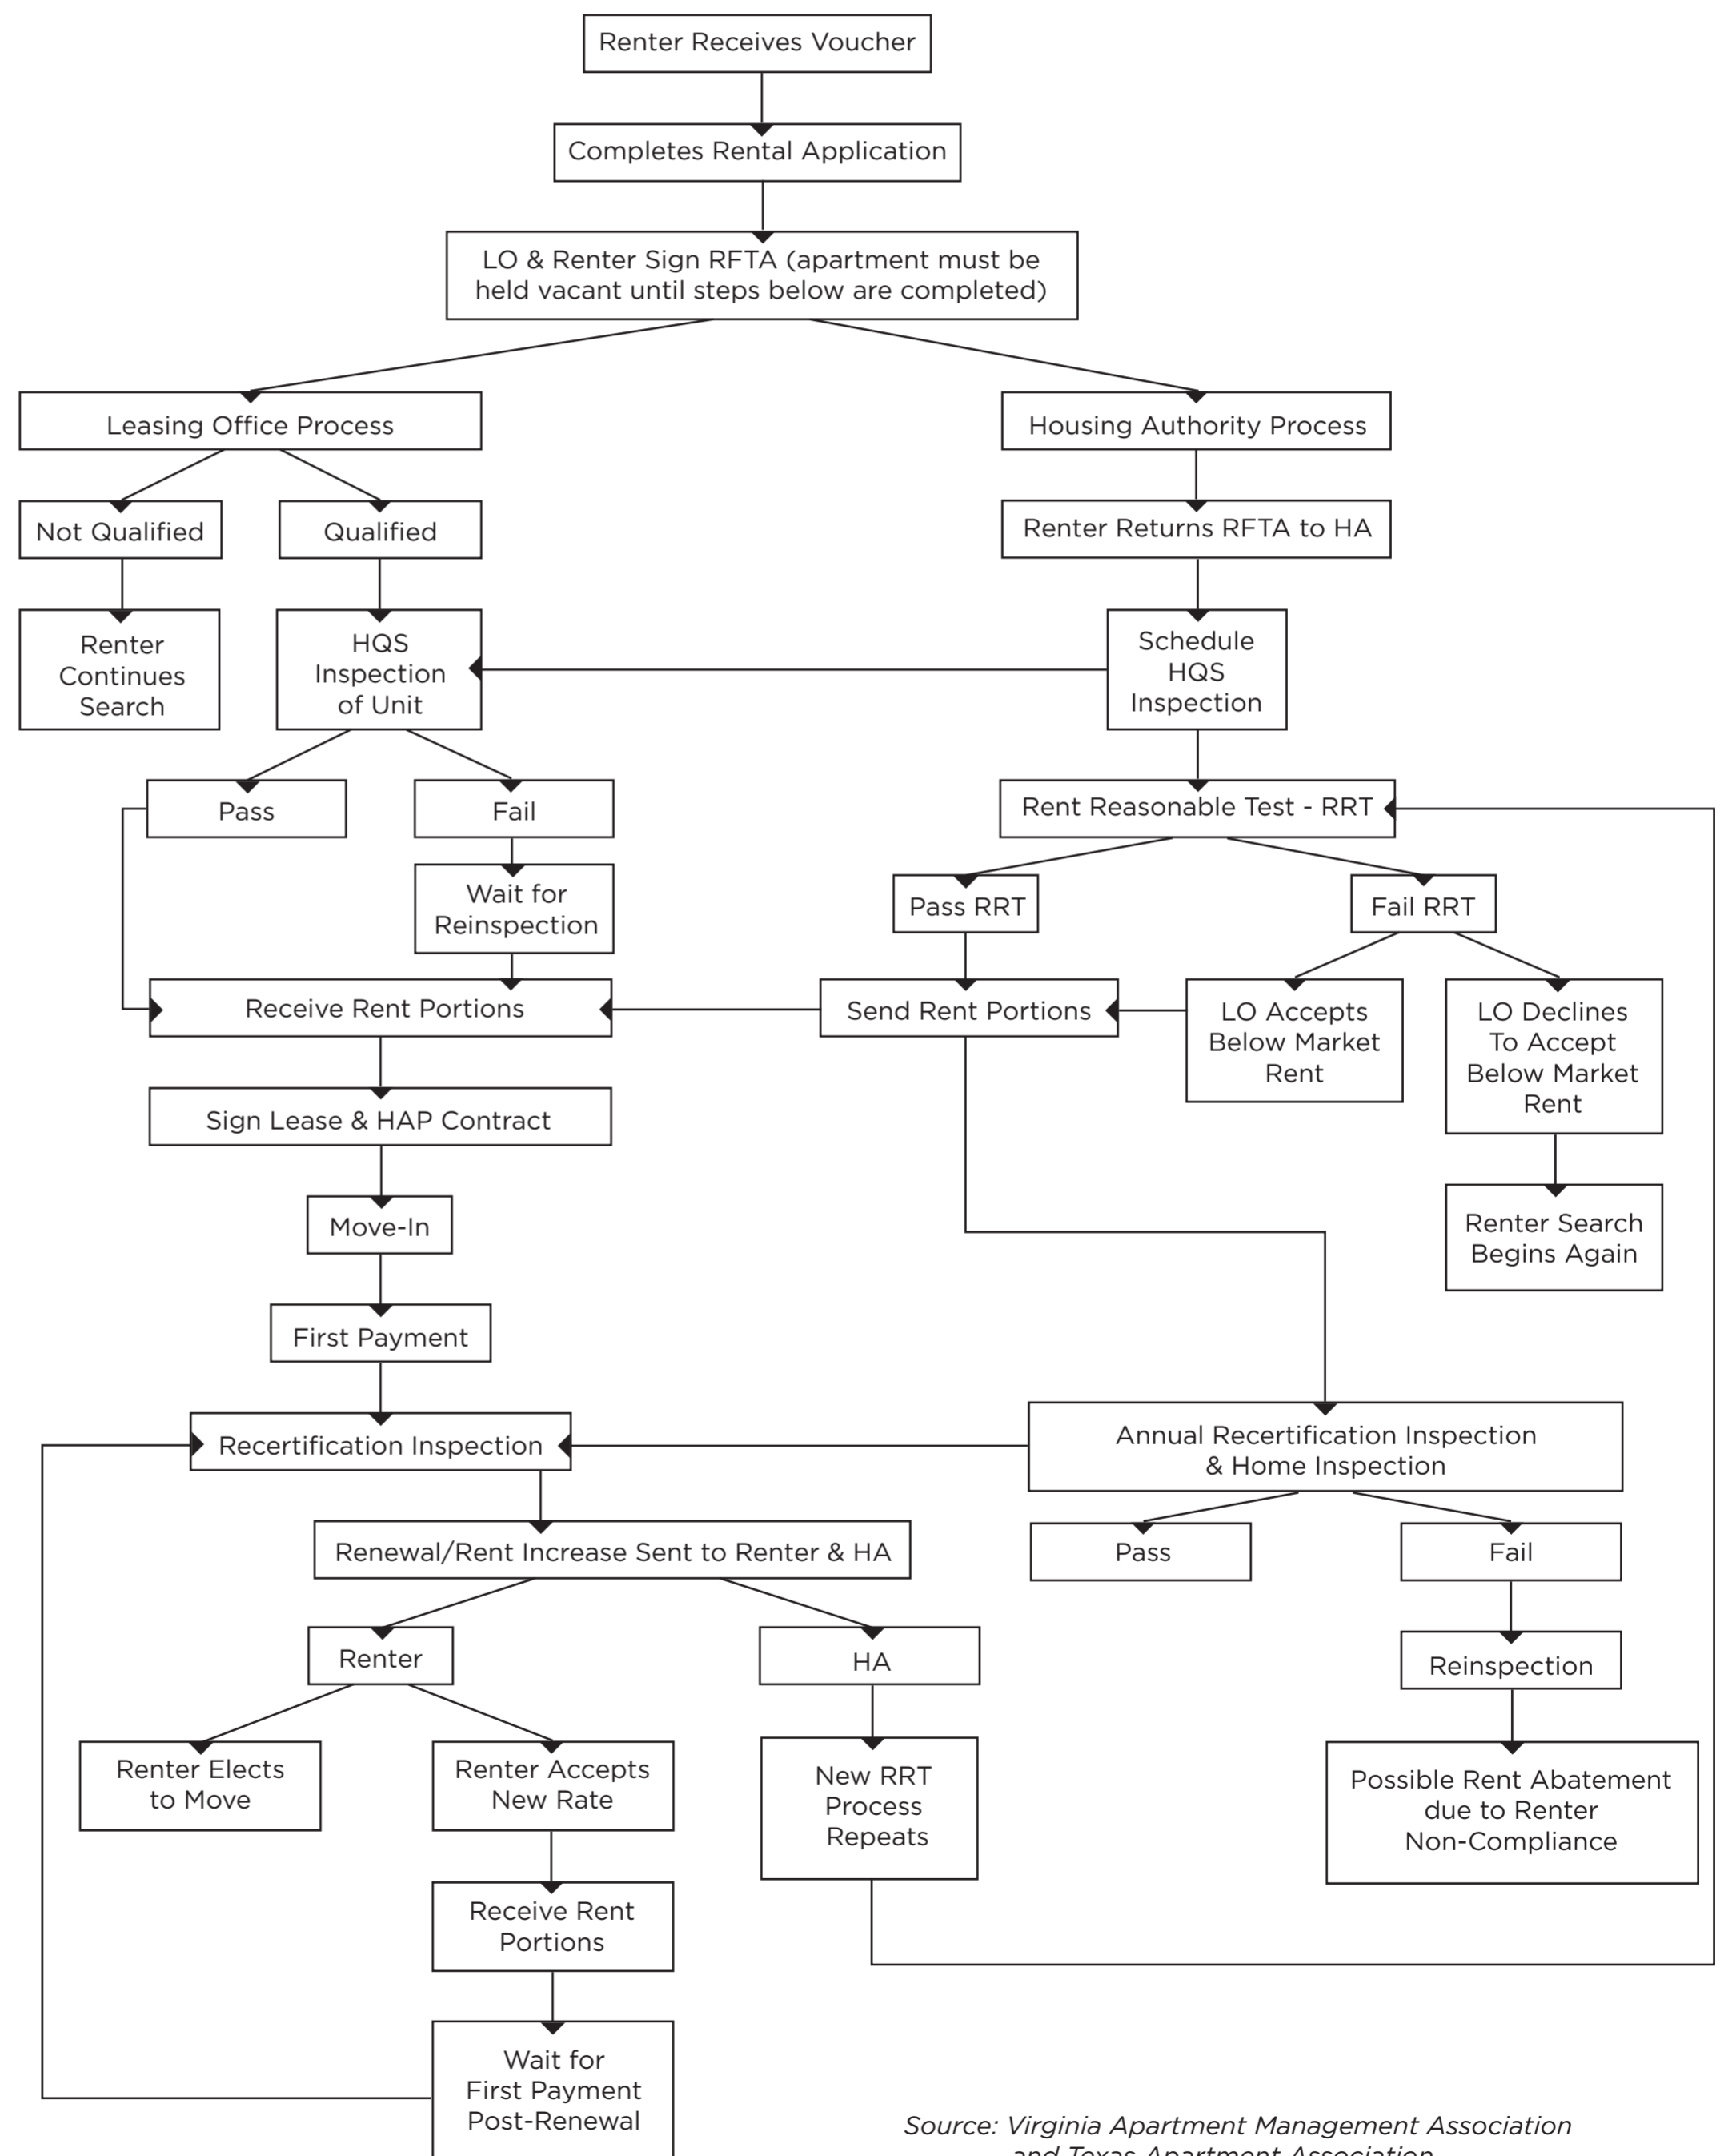 Renter Receives Voucher
Completes Rental Application
LO & Renter Sign RFTA (apartment must be
held vacant until steps below are completed)
Leasing Office Process
Housing Authority Process
Not Qualified
Qualified
Renter Returns RFTA to HA
Renter
Continues
Search
HQS
Inspection
of Unit
Schedule
HQS
Inspection
Pass
Fail
Rent Reasonable Test - RRT
Wait for
Reinspection
Pass RRT
Fail RRT
Receive Rent Portions
Send Rent Portions
LO Accepts
Below Market
Rent
LO Declines
To Accept
Below Market
Rent
Sign Lease & HAP Contract
Move-In
Renter Search
Begins Again
First Payment
Recertification Inspection
Annual Recertification Inspection
& Home Inspection
Renewal/Rent Increase Sent to Renter & HA
Pass
Fail
Renter
HA
Reinspection
Renter Elects
to Move
Renter Accepts
New Rate
New RRT
Process
Repeats
Possible Rent Abatement
due to Renter
Non-Compliance
Receive Rent
Portions
Wait for
First Payment
Post-Renewal
Source: Virginia Apartment Management Association
and Texas Apartment Association